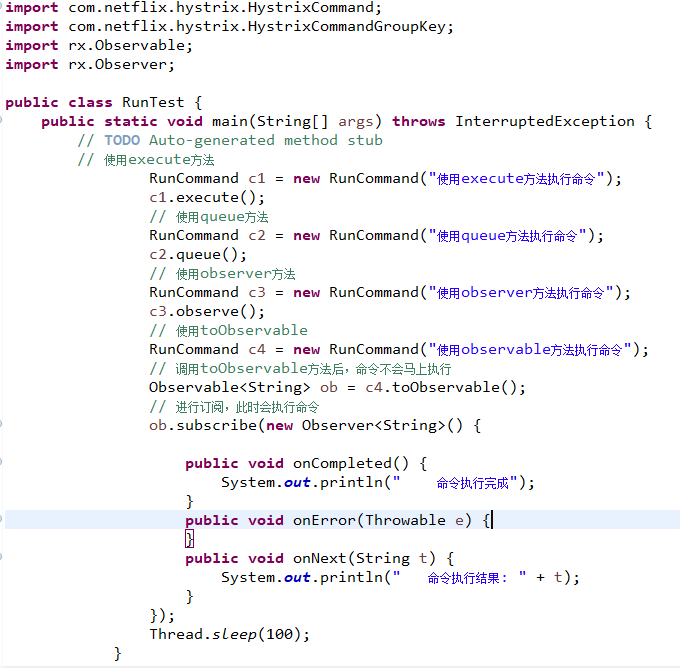 import com.netflix.hystrix.HystrixCommand;
import com.netflix.hystrix.HystrixCommandGroupKey;
import rx.Observable;
import rx.Observer;
public class RunTest {
public static void main(String[] args) throws InterruptedException {
// TODO Auto-generated method stub
// 使用execute方法
RunCommand c1 = new RunCommand("使用execute方法执行命令");
c1.execute();
// 使用queue方法
RunCommand c2 = new RunCommand("使用queue方法执行命令");
c2.queue();
// 使用observer方法
RunCommand c3 = new RunCommand("使用observer方法执行命令");
c3.observe();
// 使用toObservable
RunCommand c4 = new RunCommand("使用observable方法执行命令");
// 调用toObservable方法后，命令不会马上执行
Observable<String> ob = c4.toObservable();
// 进行订阅，此时会执行命令
ob.subscribe(new Observer<String>() {
public void onCompleted() {
System.out.println("    命令执行完成");
}
public void onError(Throwable e) {
}
public void onNext(String t) {
System.out.println("   命令执行结果: " + t);
}
});
Thread.sleep(100);
}